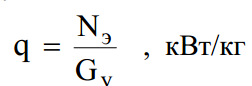 q = Nэ / Gv , кВт/кг